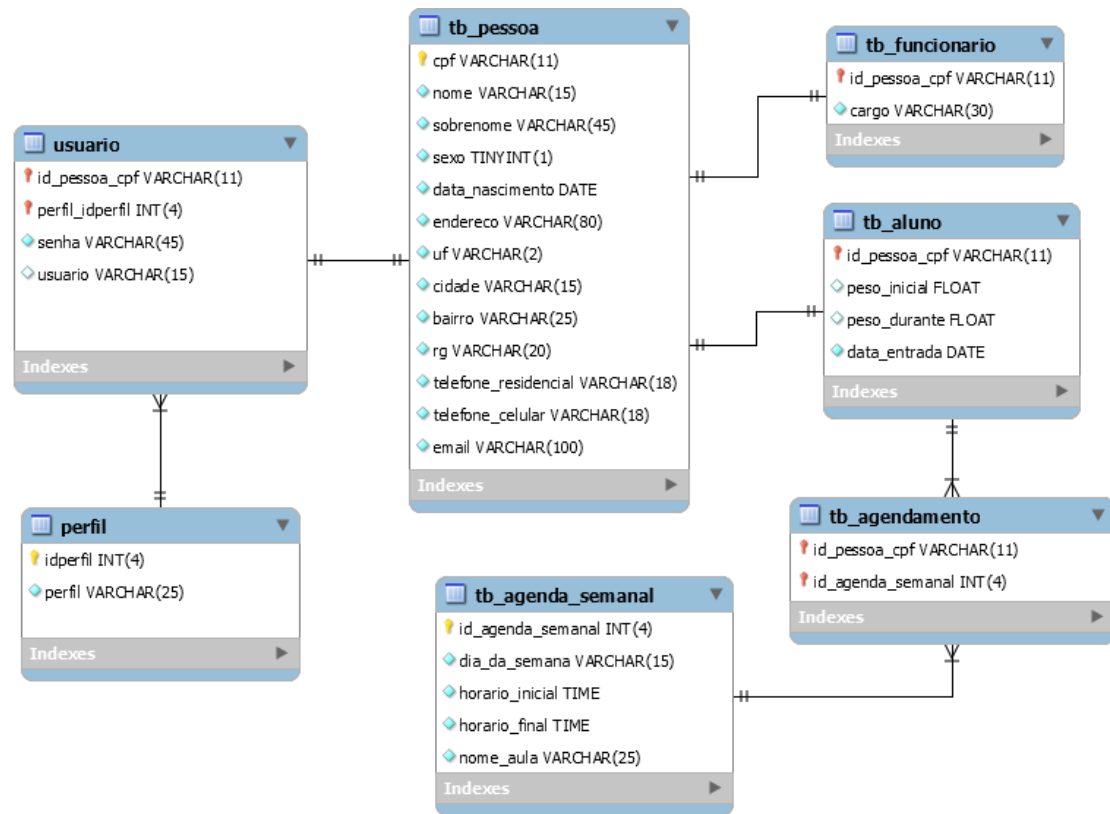 usuario
id_pessoa_cpf VARCHAR(11)
perfil_idperfil INT(4)
senha VARCHAR(45)
usuario VARCHAR(15)
Indexes
perfil
idperfil INT(4)
perfil VARCHAR(25)
Indexes
tb_pessoa
cpf VARCHAR(11)
nome VARCHAR(15)
sobrenome VARCHAR(45)
sexo TINYINT(1)
data_nascimento DATE
endereco VARCHAR(80)
uf VARCHAR(2)
cidade VARCHAR(15)
bairro VARCHAR(25)
rg VARCHAR(20)
telefone_residencial VARCHAR(18)
telefone_celular VARCHAR(18)
email VARCHAR(100)
Indexes
tb_agenda_semanal
id_agenda_semanal INT(4)
dia_da_semana VARCHAR(15)
horario_inicial TIME
horario_final TIME
nome_aula VARCHAR(25)
Indexes
tb_funcionario
id_pessoa_cpf VARCHAR(11)
cargo VARCHAR(30)
Indexes
tb_aluno
id_pessoa_cpf VARCHAR(11)
peso_inicial FLOAT
peso_durante FLOAT
data_entrada DATE
Indexes
tb_agendamento
id_pessoa_cpf VARCHAR(11)
id_agenda_semanal INT(4)
Indexes